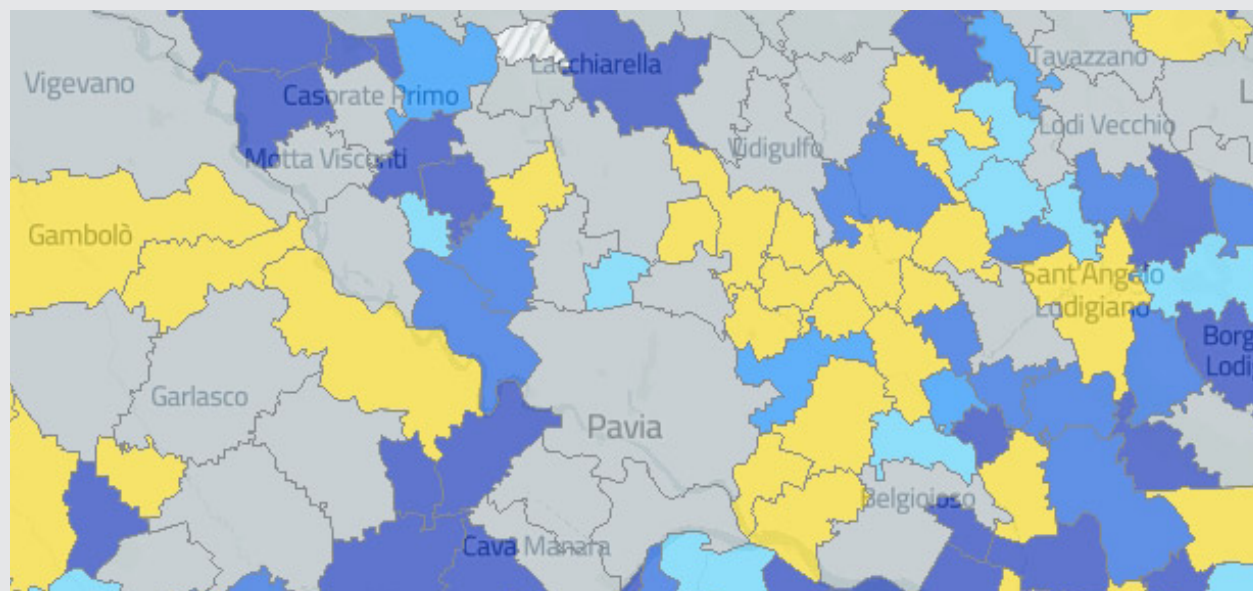 Vigevano
Lacchiarella
Tavazzano
L
Casorate Primo
Lodi Vecchio
Vidigulfo
Motta Visconti
Gambolò
Sant'Angelo
Lodigiano
Borg
Lodi
Garlasco
Pavia
Belgioioso
Cava Manara